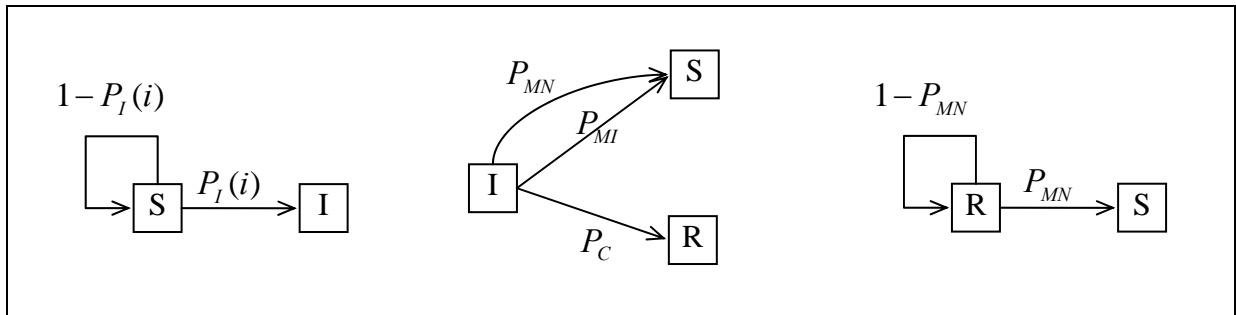 1 – P_I(i)
S
P_I(i)
I
P_MN
S
P_MI
I
P_C
R
1 – P_MN
R
P_MN
S